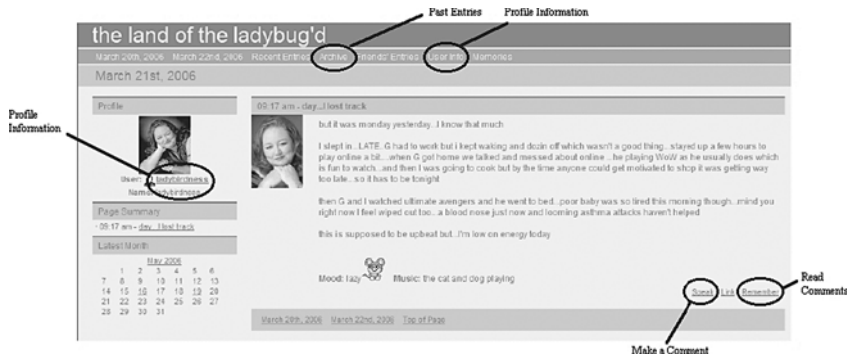 Past Entries
Profile Information
the land of the ladybug'd
March 20th, 2006 March 22nd, 2006 Recent Entries Archive Friends' Entries User Info Memories
March 21st, 2006
Profile
Information
Profile
User: ladybirdness
Name: ladybirdness
Page Summary
· 09:17 am - day...I lost track
Latest Month
May 2006
1 2 3 4 5 6
7 8 9 10 11 12 13
14 15 16 17 18 19 20
21 22 23 24 25 26 27
28 29 30 31
09:17 am - day...I lost track
but it was monday yesterday...I know that much
I slept in...LATE..G had to work but i kept waking and dozin off which wasn't a good thing...stayed up a few hours to
play online a bit....when G got home we talked and messed about online ...he playing WoW as he usually does which
is fun to watch...and then I was going to cook but by the time anyone could get motivated to shop it was getting way
too late.. so it has to be tonight
then G and I watched ultimate avengers and he went to bed...poor baby was so tired this morning though...mind you
right now I feel wiped out too.. a blood nose just now and looming asthma attacks haven't helped
this is supposed to be upbeat but ..i'm low on energy today
Mood: lazy Music: the cat and dog playing
Speak Link Remember
Read
Comments
March 20th, 2006 March 22nd, 2006 Top of Page
Make a Comment